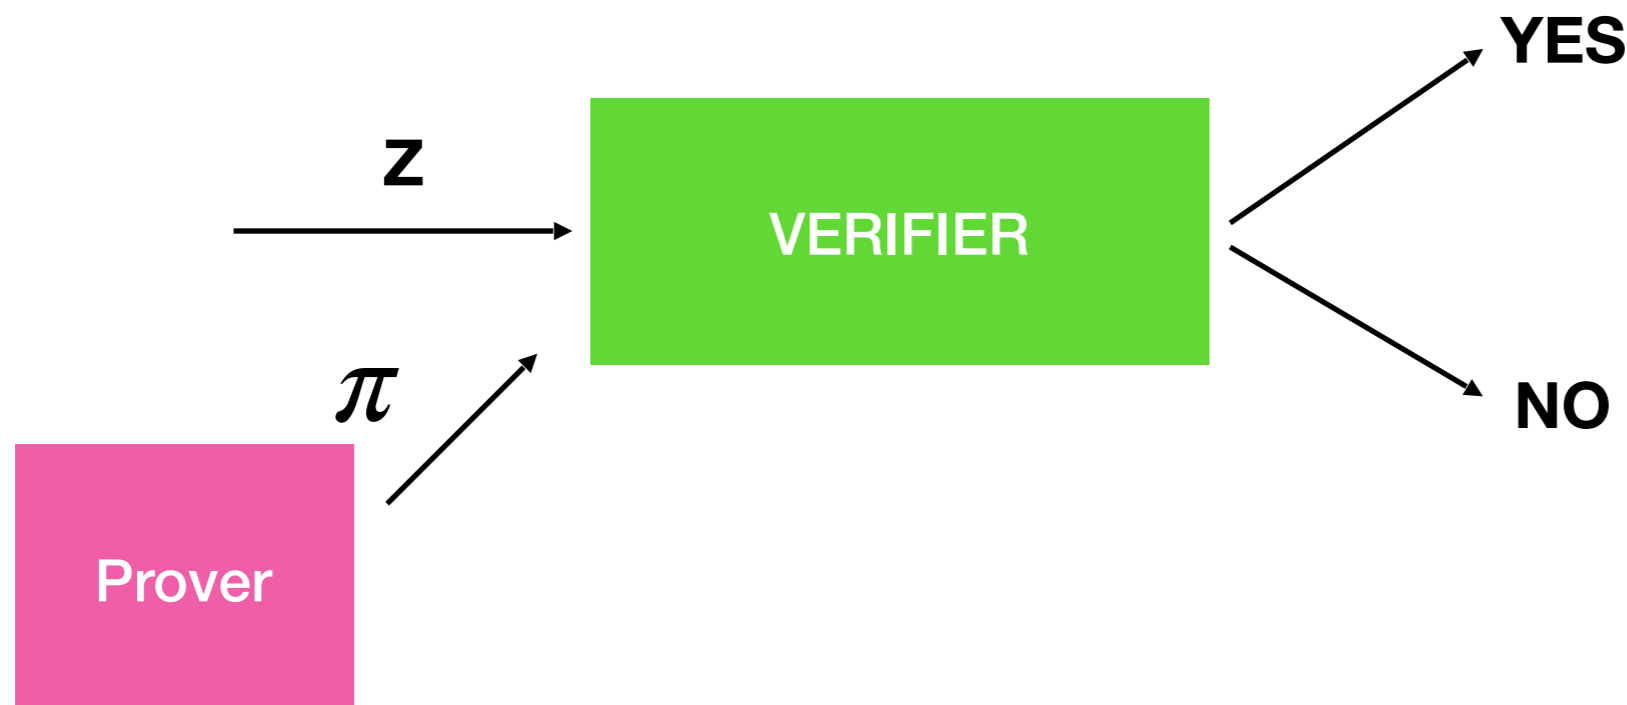 YES
z
VERIFIER
π
NO
Prover